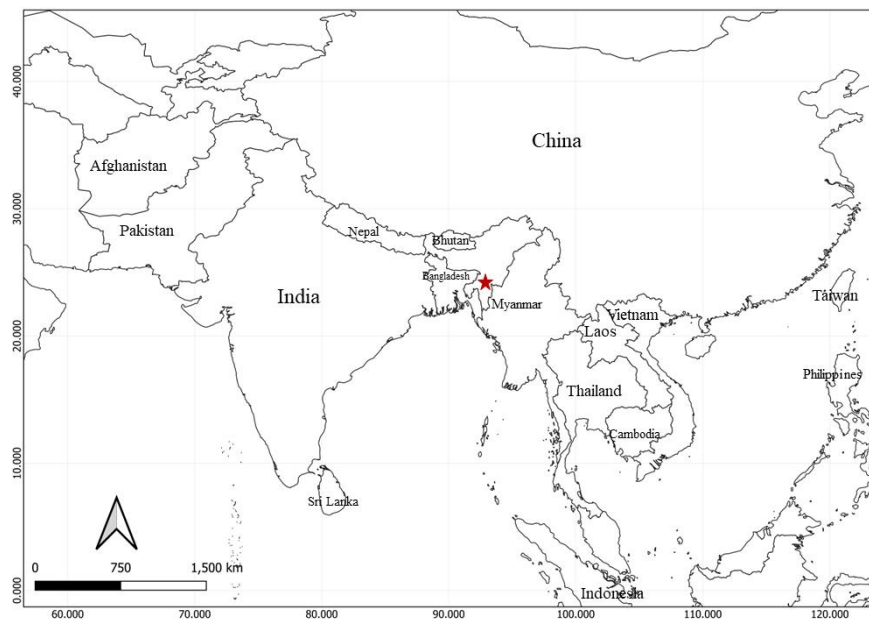 40.000
China
Afghanistan
30.000
Pakistan
Nepal
Bhutan
Bangladesh
India
Myanmar
Taiwan
Vietnam
20.000
Laos
Philippines
Thailand
Cambodia
10.000
Sri Lanka
0
750
1,500 km
0.000
Indonesia
60.000
70.000
80.000
90.000
100.000
110.000
120.000